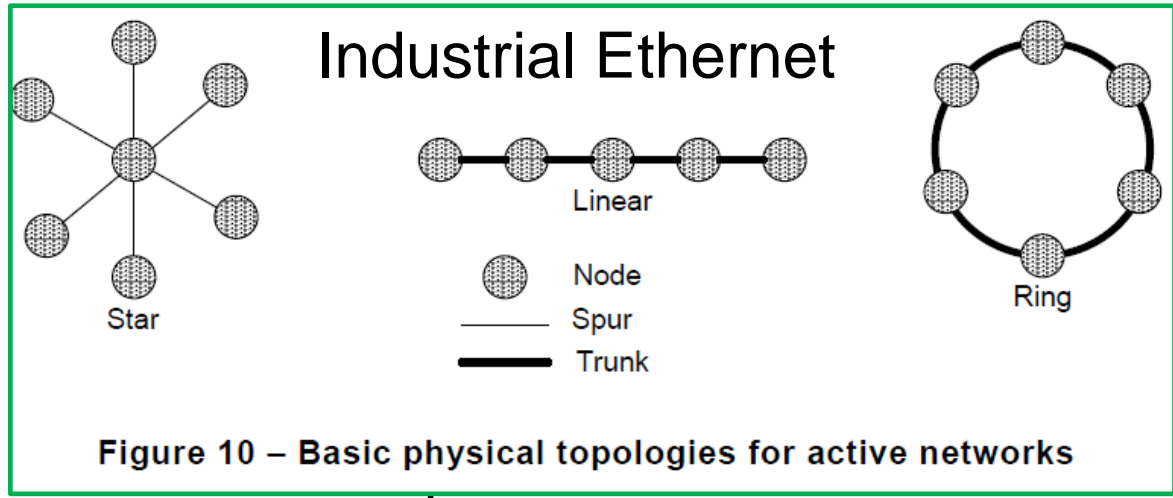 Industrial Ethernet
Star
Linear
Node
Spur
Trunk
Ring
Figure 10 – Basic physical topologies for active networks